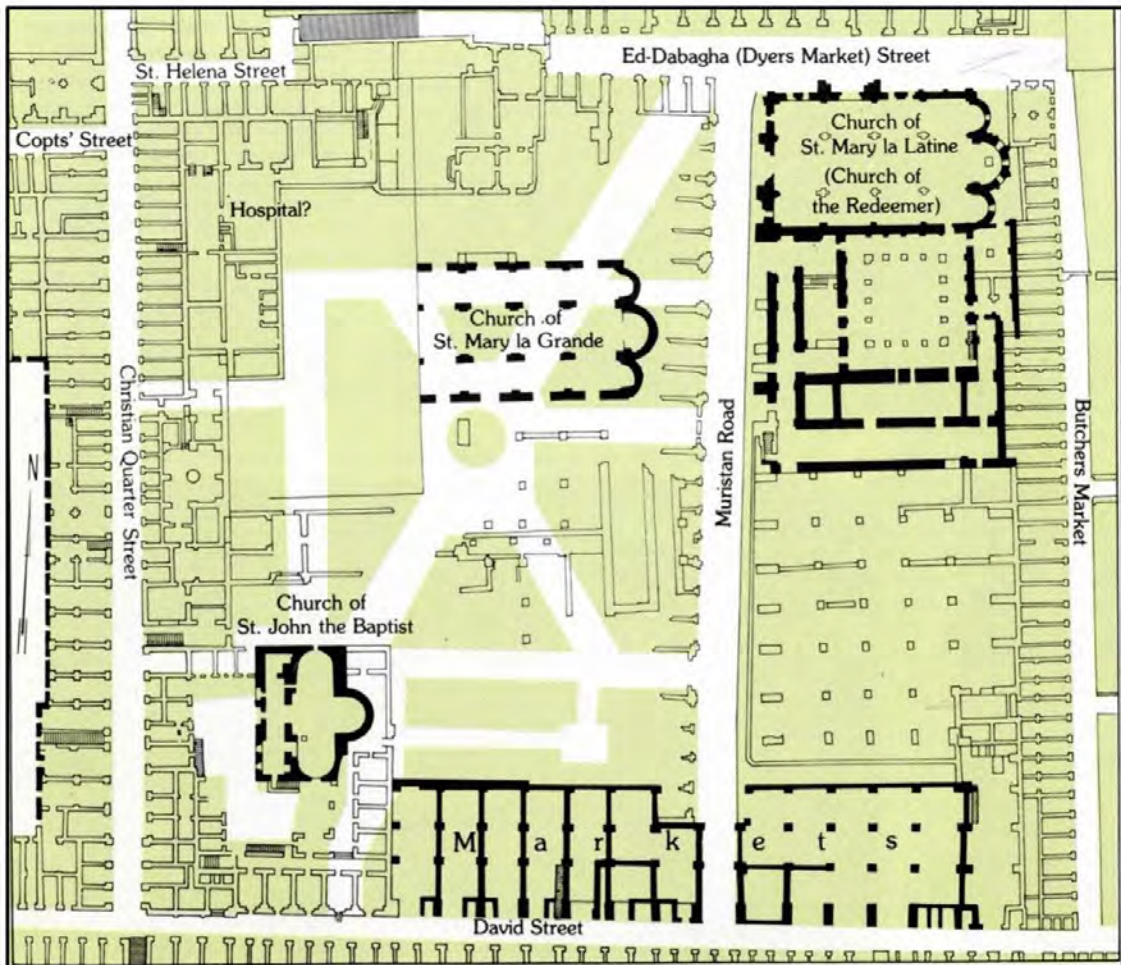 Ed-Dabagha (Dyers Market) Street
St. Helena Street
Copts' Street
Church of
St. Mary la Latine
(Church of
the Redeemer)
Hospital?
Church of
St. Mary la Grande
Christian Quarter Street
N
Muristan Road
Butchers Market
Church of
St. John the Baptist
Markets
David Street